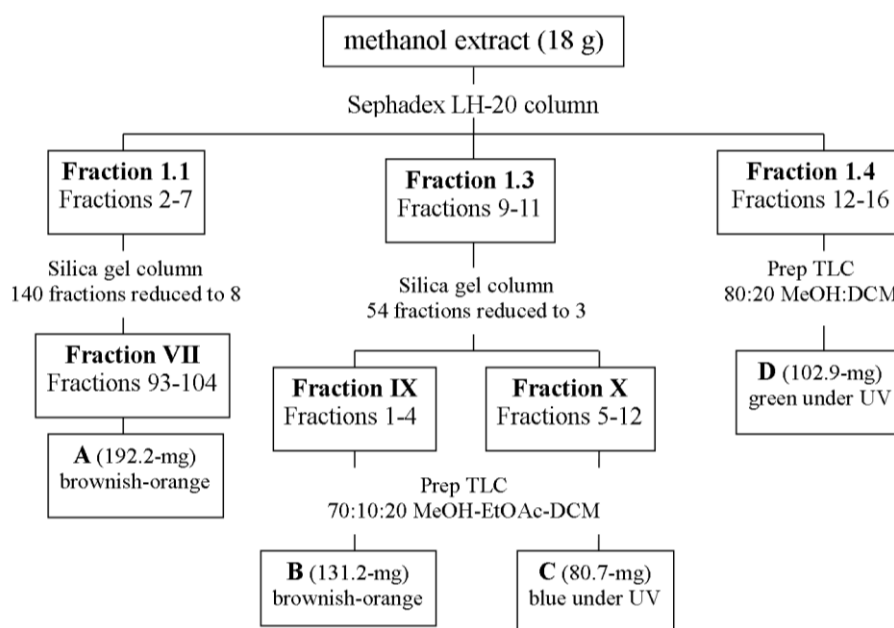 methanol extract (18 g)
Sephadex LH-20 column
Fraction 1.1
Fractions 2-7
Fraction 1.3
Fractions 9-11
Fraction 1.4
Fractions 12-16
Silica gel column
140 fractions reduced to 8
Silica gel column
54 fractions reduced to 3
Prep TLC
80:20 MeOH:DCM
Fraction VII
Fractions 93-104
Fraction IX
Fractions 1-4
Fraction X
Fractions 5-12
D (102.9-mg)
green under UV
A (192.2-mg)
brownish-orange
Prep TLC
70:10:20 MeOH-EtOAc-DCM
B (131.2-mg)
brownish-orange
C (80.7-mg)
blue under UV